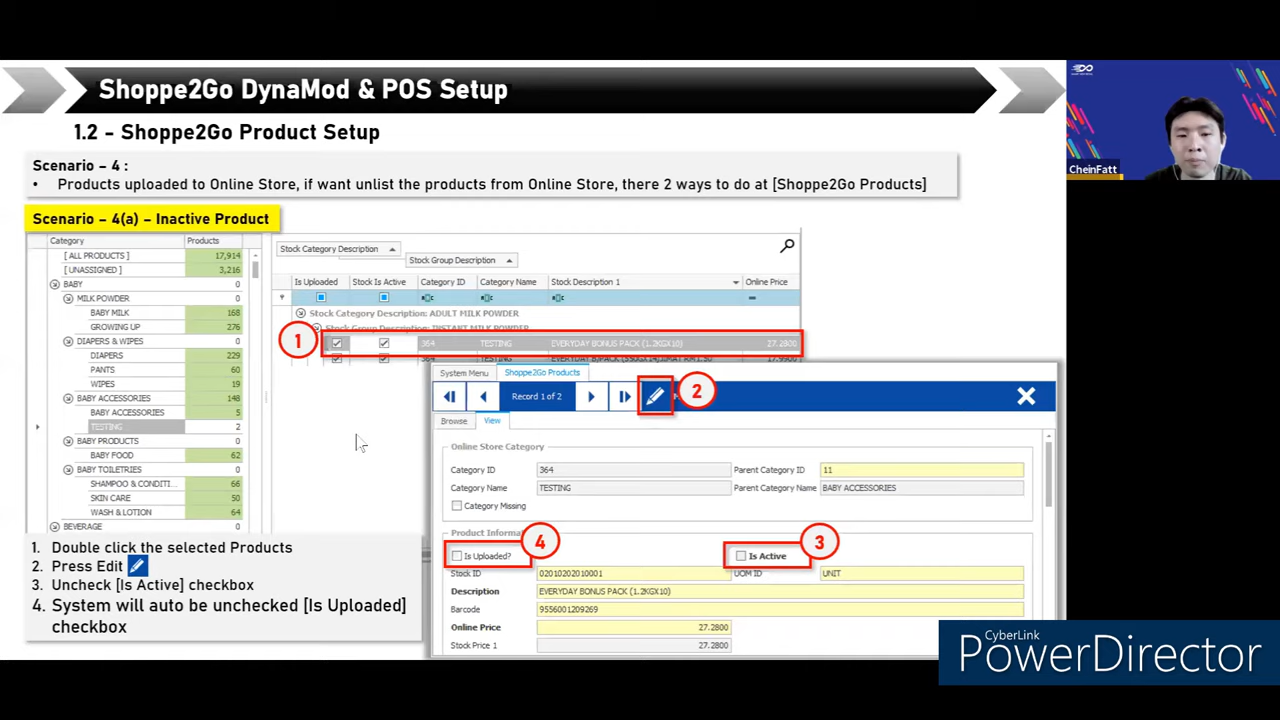 Shoppe2Go DynaMod & POS Setup
1.2 - Shoppe2Go Product Setup
Scenario – 4 :
• Products uploaded to Online Store, if want unlist the products from Online Store, there 2 ways to do at [Shoppe2Go Products]
Scenario – 4(a) – Inactive Product
CheinFatt
Category Products
[ALL PRODUCTS ] 17,914
[UNASSIGNED ] 3,216
BABY 0
MILK POWDER 0
BABY MILK 168
GROWING UP 276
DIAPERS & WIPES 0
DIAPERS 229
PANTS 60
WIPES 19
BABY ACCESSORIES 148
BABY ACCESSORIES 5
TESTING 2
BABY PRODUCTS 0
BABY FOOD 62
BABY TOILETRIES 0
SHAMPOO & CONDITI... 66
SKIN CARE 50
WASH & LOTION 64
BEVERAGE 0
Stock Category Description
Stock Group Description
Is Uploaded Stock Is Active Category ID Category Name Stock Description 1 Online Price
Stock Category Description: ADULT MILK POWDER
Stock Group Description: INSTANT MILK POWDER
1
364 TESTING EVERYDAY BONUS PACK (1.2KGX10) 27.2800
364 TESTING
System Menu Shoppe2Go Products
Record 1 of 2
2
Browse View
Online Store Category
Category ID 364 Parent Category ID 11
Category Name TESTING Parent Category Name BABY ACCESSORIES
Category Missing
Product Informat
4
3
Is Uploaded? Is Active
Stock ID 02010202010001 UOM ID UNIT
Description EVERYDAY BONUS PACK (1.2KGX10)
Barcode 9556001209269
Online Price 27.2800
Stock Price 1 27.2800
1. Double click the selected Products
2. Press Edit
3. Uncheck [Is Active] checkbox
4. System will auto be unchecked [Is Uploaded]
checkbox
CyberLink
PowerDirector